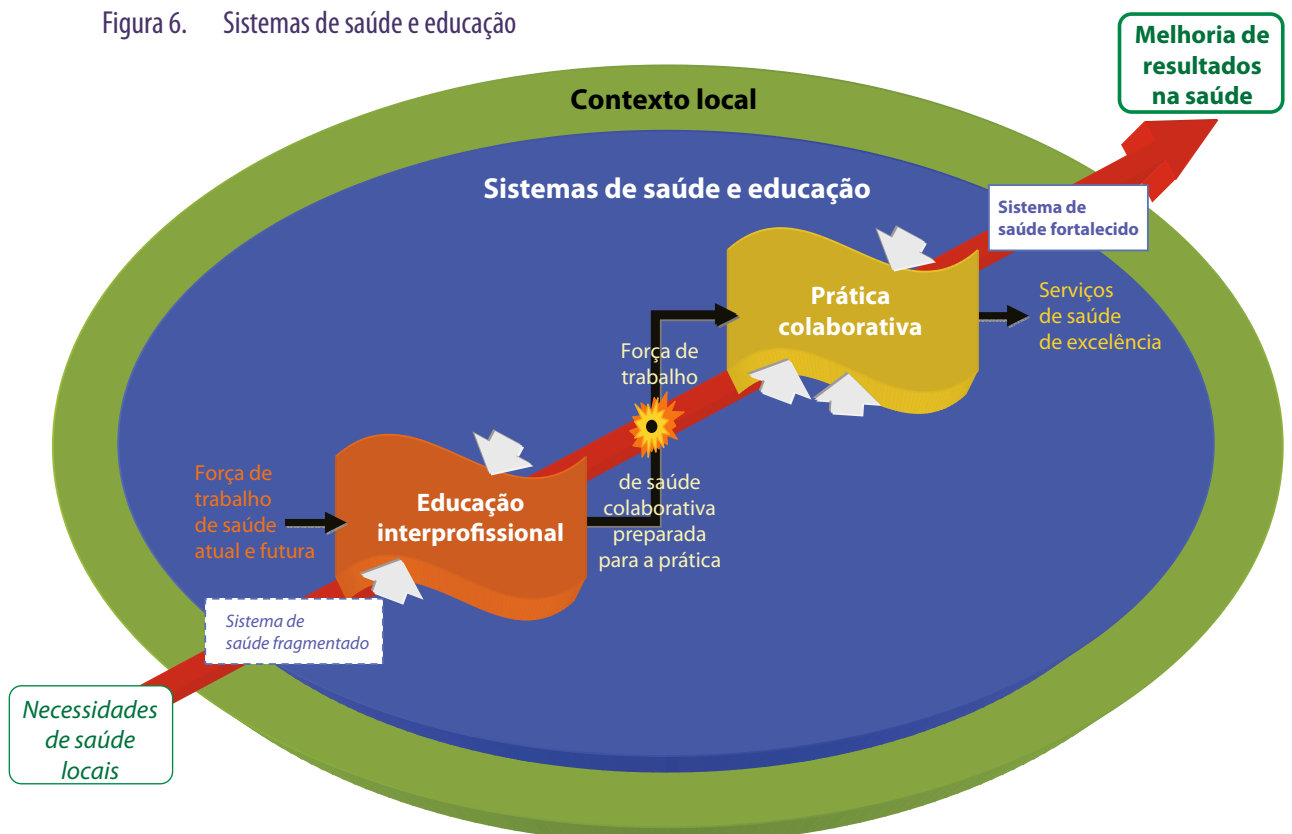 Figura 6. Sistemas de saúde e educação
Melhoria de
resultados
na saúde
Contexto local
Sistemas de saúde e educação
Sistema de
saúde fortalecido
Prática
colaborativa
Serviços
de saúde
de excelência
Força de
trabalho
de saúde
colaborativa
preparada
para a prática
Educação
interprofissional
Força de
trabalho
de saúde
atual e futura
Sistema de
saúde fragmentado
Necessidades
de saúde
locais